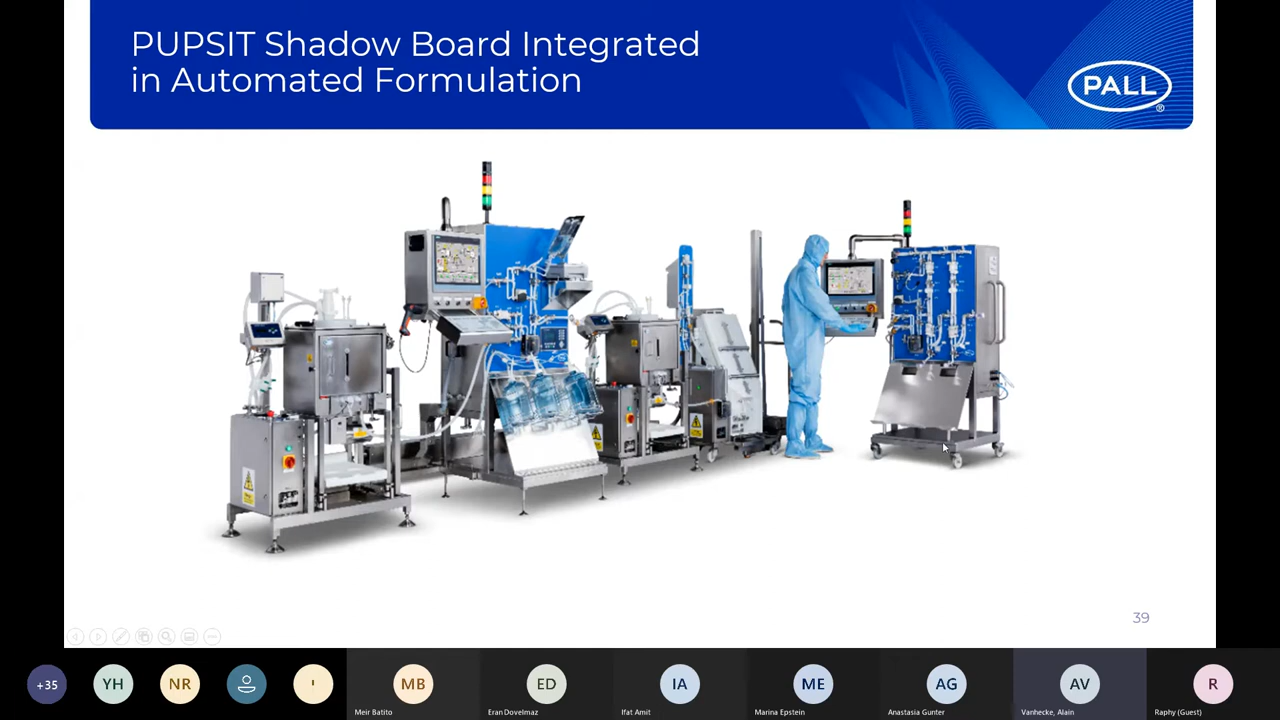 PUPSIT Shadow Board Integrated
in Automated Formulation
PALL
®
39
+35
YH
NR
MB
ED
IA
ME
AG
AV
R
Meir Batito
Eran Dovelmaz
Ifat Amit
Marina Epstein
Anastasia Gunter
Vanhecke, Alain
Raphy (Guest)